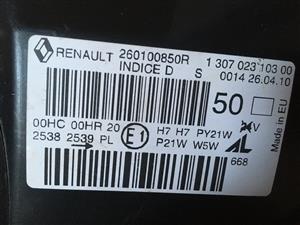 RENAULT 260100850R 1 307 023 103 00
INDICE D S 0014 26.04.10
50
00HC 00HR 20 E1 H7 H7 PY21W V
2538 2539 PL P21W W5W AL
668
Made in EU